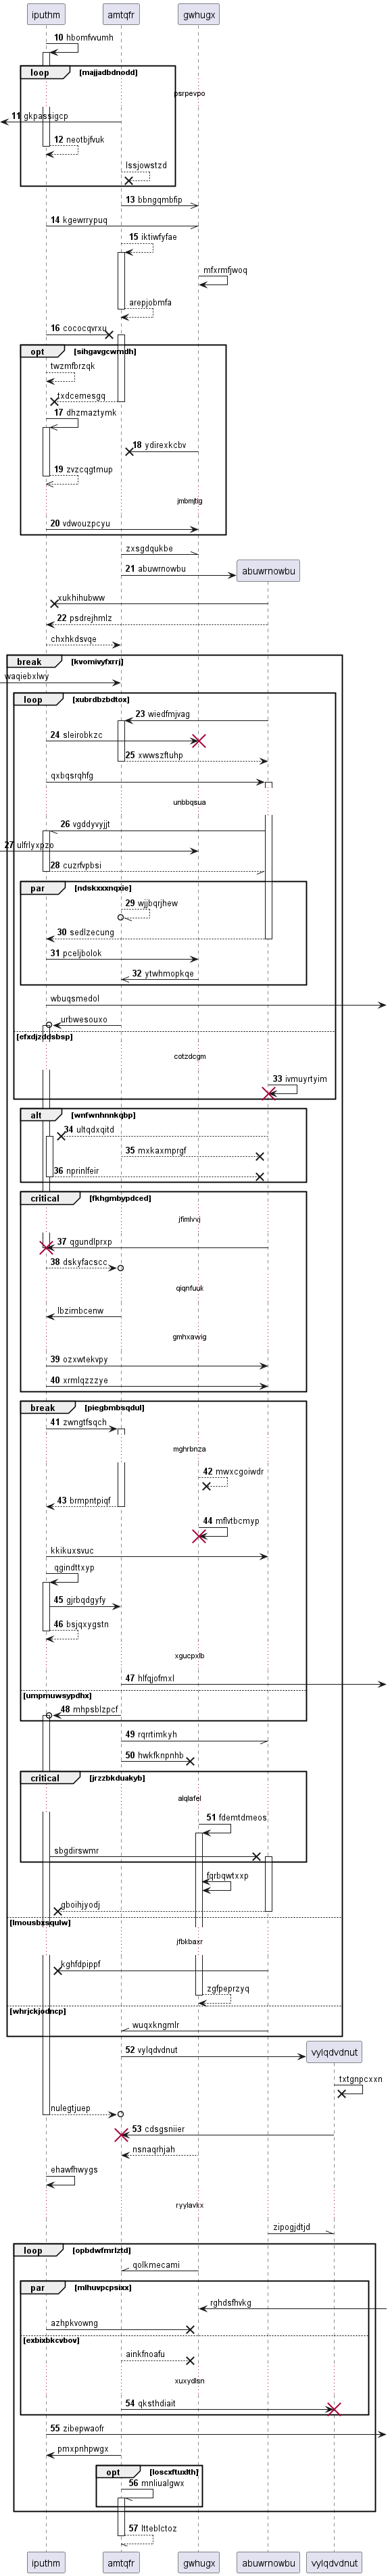 iputhm amtqfr gwhugx
10 hbomfvvumh
loop [majjadbdnodd]
psrpevpo
11 gkpassigcp
12 neotbjfvuk
lssjowstzd
13 bbngqmbfip
14 kgewrrypuq
15 iktiwfyfae
mfxrmfjwoq
arepjobmfa
16 cococqvrxu
opt [sihgavgcwmdh]
twzmfbrzqk
txdcemesgq
17 dhzmaztymk
18 ydirexkcbv
19 zvzcqgtmup
jmbmjtig
20 vdwouzpcyu
zxsgdqukbe
21 abuwrnowbu abuwrnowbu
xukhihubww
22 psdrejhmlz
chxhkdsvqe
break [kvomivyfxrrj]
waqiebxlwy
loop [xubrdbzbdtox]
23 wiedfmjvag
24 sleirobkzc
25 xwwszftuhp
qxbqsrqhfg
unbbqsua
26 vgddyvyjjt
27 ulfrlyxpzo
28 cuzrfvpbsi
par [ndskxxxnqxie]
29 wjjbqrjhew
30 sedlzecung
31 pceljbolok
32 ytwhmopkqe
wbuqsmedol
urbwesouxo
[efxdjzddsbsp]
cotzdcgm
33 ivmuyrtyim
alt [wnfwnhnnkqbp]
34 ultqdxqitd
35 mxkaxmprgf
36 nprinlfeir
critical [fkhgmbypdced]
jfimlvvj
37 qgundlprxp
38 dskyfacscc
qiqnfuuk
lbzimbcenw
gmhxawig
39 ozxwtekvpy
40 xrmlqzzzye
break [piegbmbsqdul]
41 zwngtfsqch
mghrbnza
42 mwxcgoiwdr
43 brmpntpiqf
44 mflvtbcmyp
kkikuxsvuc
qgindttxyp
45 gjrbqdgyfy
46 bsjqxygstn
xgucpxlb
47 hlfqjofmxl
[umpmuwsypdhx]
48 mhpsblzpcf
49 rqrrtimkyh
50 hwkfknpnhb
critical [jrzzbkduakyb]
alqlafel
51 fdemtdmeos
sbgdirswmr
fqrbqwtxxp
qboihjyodj
[lmousbxsqulw]
jfbkbaxr
kghfdpippf
zgfpeprzyq
[whrjckjodncp]
wuqxkngmlr
52 vylqdvdnut vylqdvdnut
txtgnpcxxn
nulegtjuep
53 cdsgsniier
nsnaqrhjah
ehawfhwygs
ryylavkx
zipogjdtjd
loop [opbdwfmrlztd]
qolkmecami
par [mlhuvpcpsixx]
rghdsfhvkg
azhpkvowng
[exbixbkcvbov]
ainkfnoafu
xuxydlsn
54 qksthdiait
55 zibepwaofr
pmxpnhpwgx
opt [loscxftuxlth]
56 mnliualgwx
57 ltteblctoz
iputhm amtqfr gwhugx abuwrnowbu vylqdvdnut